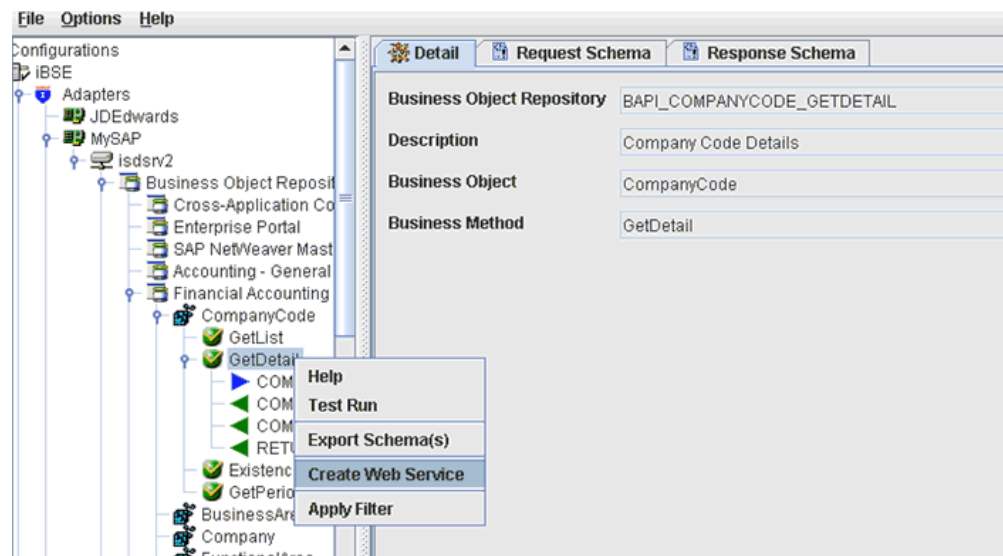 File Options Help
Configurations
iBSE
Adapters
JDEdwards
MySAP
isdsrv2
Business Object Reposit
Cross-Application Co
Enterprise Portal
SAP NetWeaver Mast
Accounting - General
Financial Accounting
CompanyCode
GetList
GetDetail
COM
COM
COM
RETU
Existenc
GetPerio
BusinessAre
Company
FunctionalArea
Help
Test Run
Export Schema(s)
Create Web Service
Apply Filter
Detail Request Schema Response Schema
Business Object Repository BAPI_COMPANYCODE_GETDETAIL
Description Company Code Details
Business Object CompanyCode
Business Method GetDetail